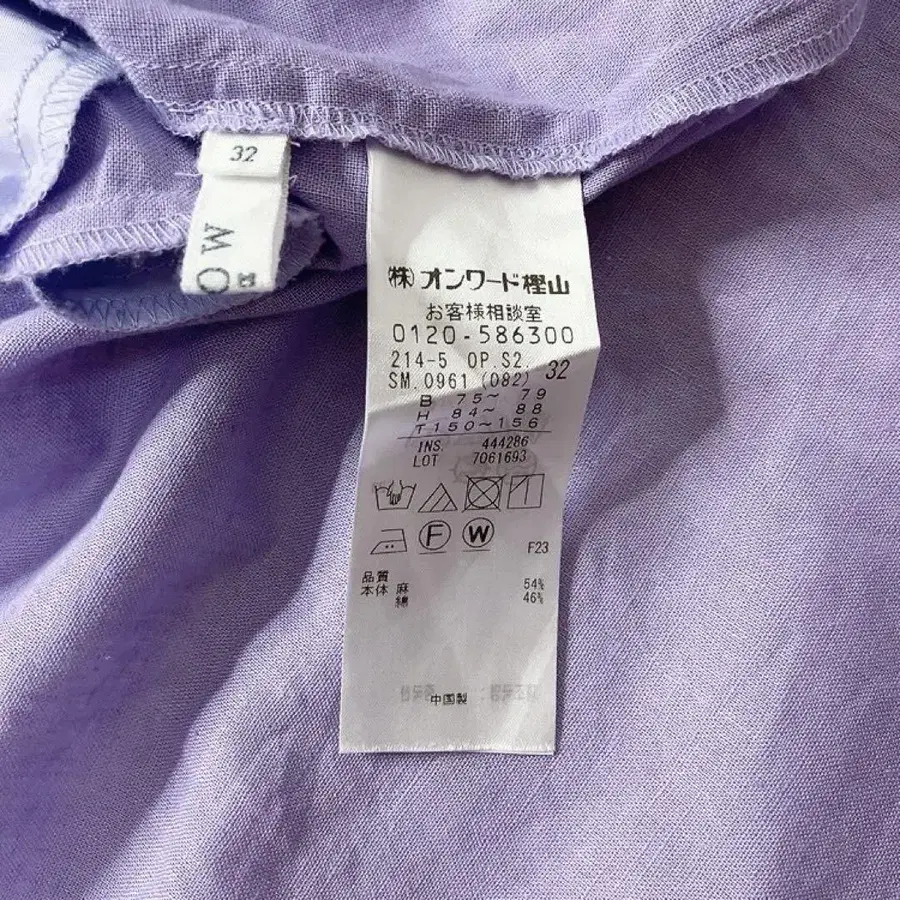 32
OW
(株)オンワード樫山
お客様相談室
0120-586300
214-5 OP.S2.
SM.0961 (082) 32
B 75～ 79
H 84～ 88
T 150～156
INS. 444286
LOT 7061693
F
W
F23
品質
本体 麻 54%
綿 46%
中国製